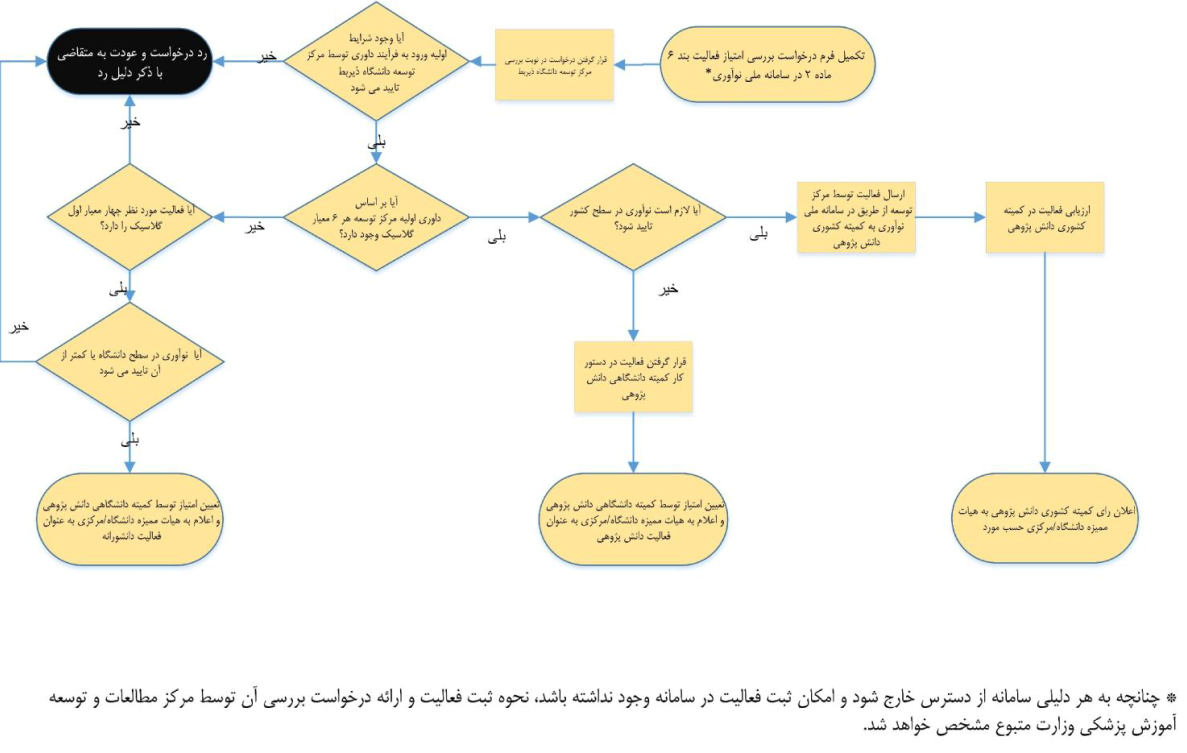 تکمیل فرم درخواست بررسی امتیاز فعالیت بند ۶
ماده ۲ در سامانه ملی نوآوری*
قرار گرفتن درخواست در نوبت بررسی
مرکز توسعه دانشگاه ذیربط
آیا وجود شرایط
اولیه ورود به فرآیند داوری توسط مرکز
توسعه دانشگاه ذیربط
تایید می شود
خیر
رد درخواست و عودت به متقاضی
با ذکر دلیل رد
بلی
خیر
آیا بر اساس
داوری اولیه مرکز توسعه هر ۶ معیار
گلاسیک وجود دارد؟
خیر
آیا فعالیت مورد نظر چهار معیار اول
گلاسیک را دارد؟
بلی
آیا لازم است نوآوری در سطح کشور
تایید شود؟
بلی
ارسال فعالیت توسط مرکز
توسعه از طریق در سامانه ملی
نوآوری به کمیته کشوری
دانش پژوهی
ارزیابی فعالیت در کمیته
کشوری دانش پژوهی
خیر
بلی
خیر
آیا نوآوری در سطح دانشگاه یا کمتر از
آن تایید می شود
قرار گرفتن فعالیت در دستور
کار کمیته دانشگاهی دانش
پژوهی
بلی
اعلان رای کمیته کشوری دانش پژوهی به هیات
ممیزه دانشگاه/مرکزی حسب مورد
تعیین امتیاز توسط کمیته دانشگاهی دانش پژوهی
و اعلام به هیات ممیزه دانشگاه/مرکزی به عنوان
فعالیت دانش پژوهی
تعیین امتیاز توسط کمیته دانشگاهی دانش پژوهی
و اعلام به هیات ممیزه دانشگاه/مرکزی به عنوان
فعالیت دانشورانه
* چنانچه به هر دلیلی سامانه از دسترس خارج شود و امکان ثبت فعالیت در سامانه وجود نداشته باشد، نحوه ثبت فعالیت و ارائه درخواست بررسی آن توسط مرکز مطالعات و توسعه
آموزش پزشکی وزارت متبوع مشخص خواهد شد.